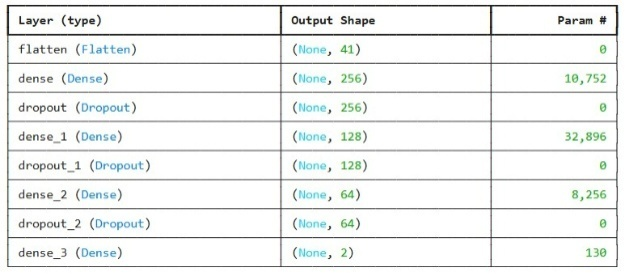 Layer (type) Output Shape Param #
flatten (Flatten) (None, 41) 0
dense (Dense) (None, 256) 10,752
dropout (Dropout) (None, 256) 0
dense_1 (Dense) (None, 128) 32,896
dropout_1 (Dropout) (None, 128) 0
dense_2 (Dense) (None, 64) 8,256
dropout_2 (Dropout) (None, 64) 0
dense_3 (Dense) (None, 2) 130